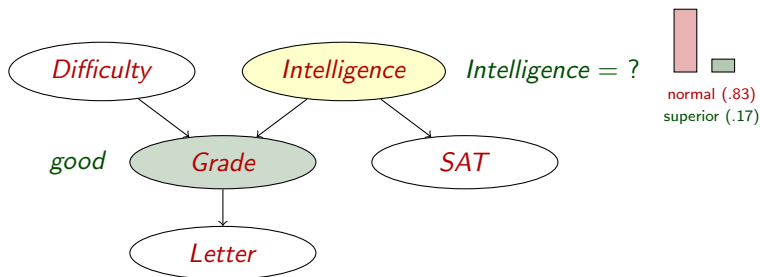 Difficulty
Intelligence
Intelligence = ?
normal (.83)
superior (.17)
good
Grade
SAT
Letter